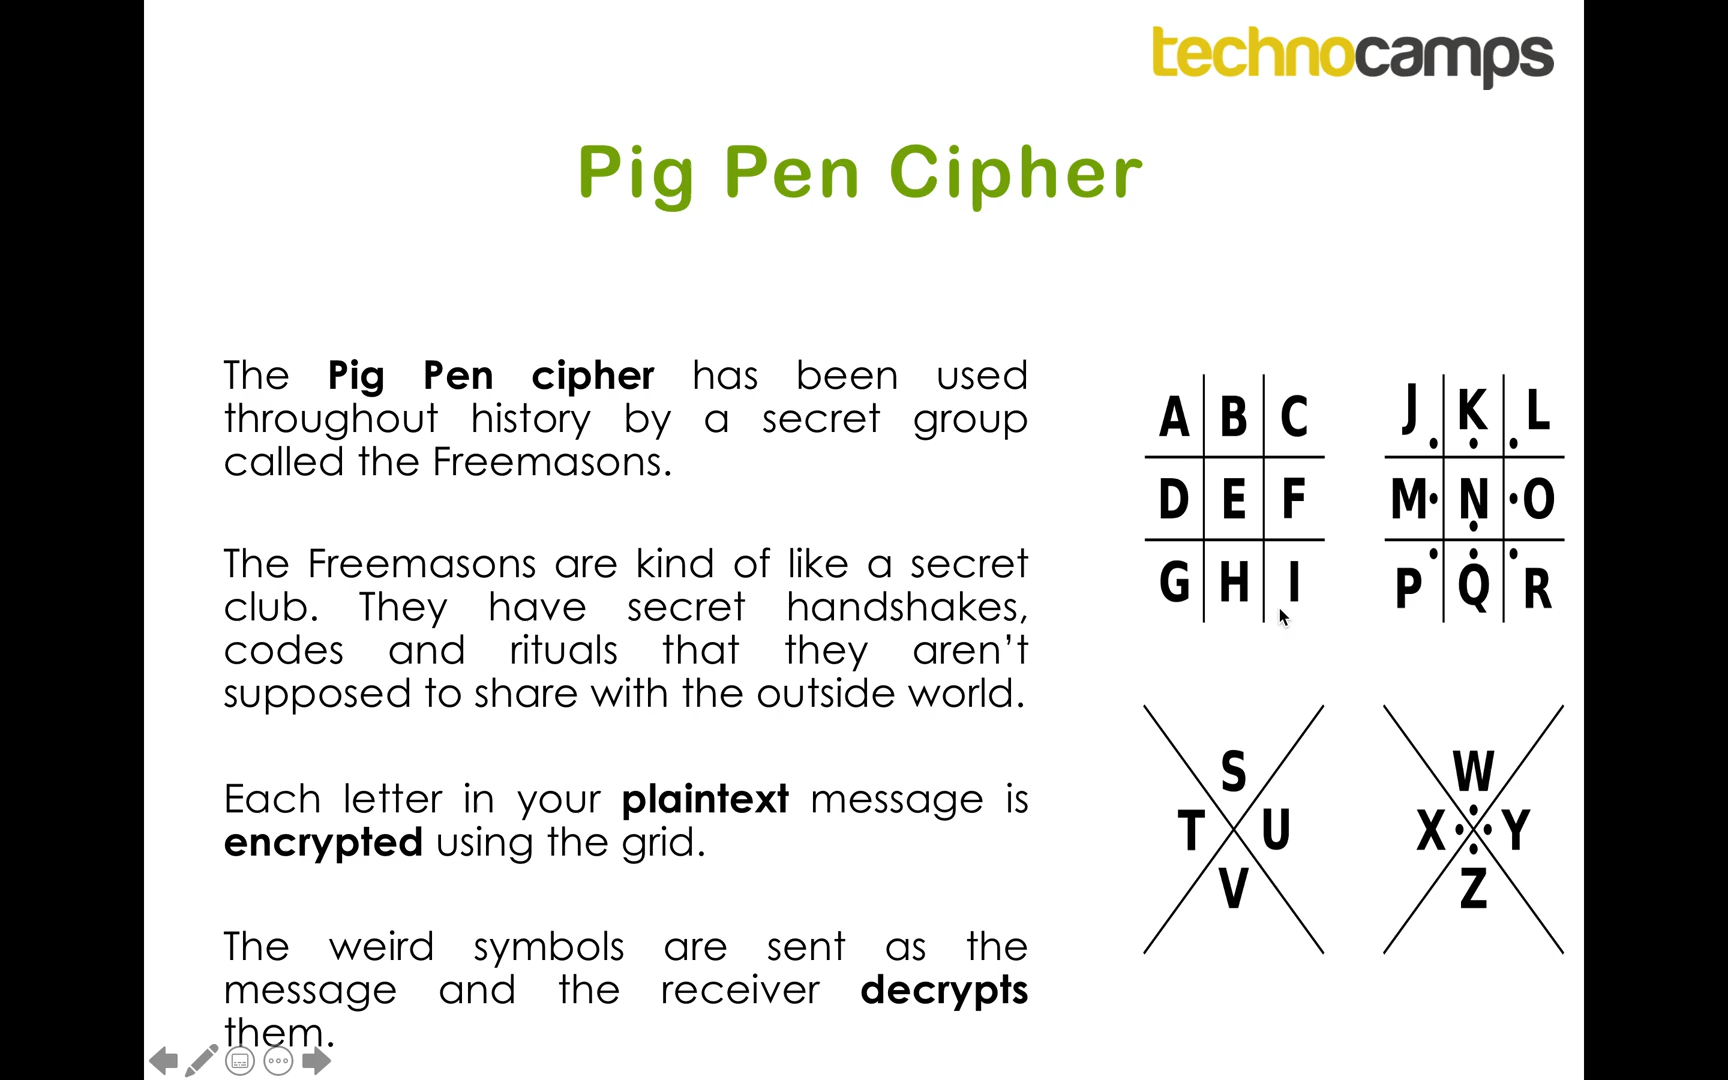 technocamps
Pig Pen Cipher
The Pig Pen cipher has been used
throughout history by a secret group
called the Freemasons.
The Freemasons are kind of like a secret
club. They have secret handshakes,
codes and rituals that they aren’t
supposed to share with the outside world.
Each letter in your plaintext message is
encrypted using the grid.
The weird symbols are sent as the
message and the receiver decrypts
them.
A B C
D E F
G H I
J K L
M N O
P Q R
S
T U
V
W
X Y
Z